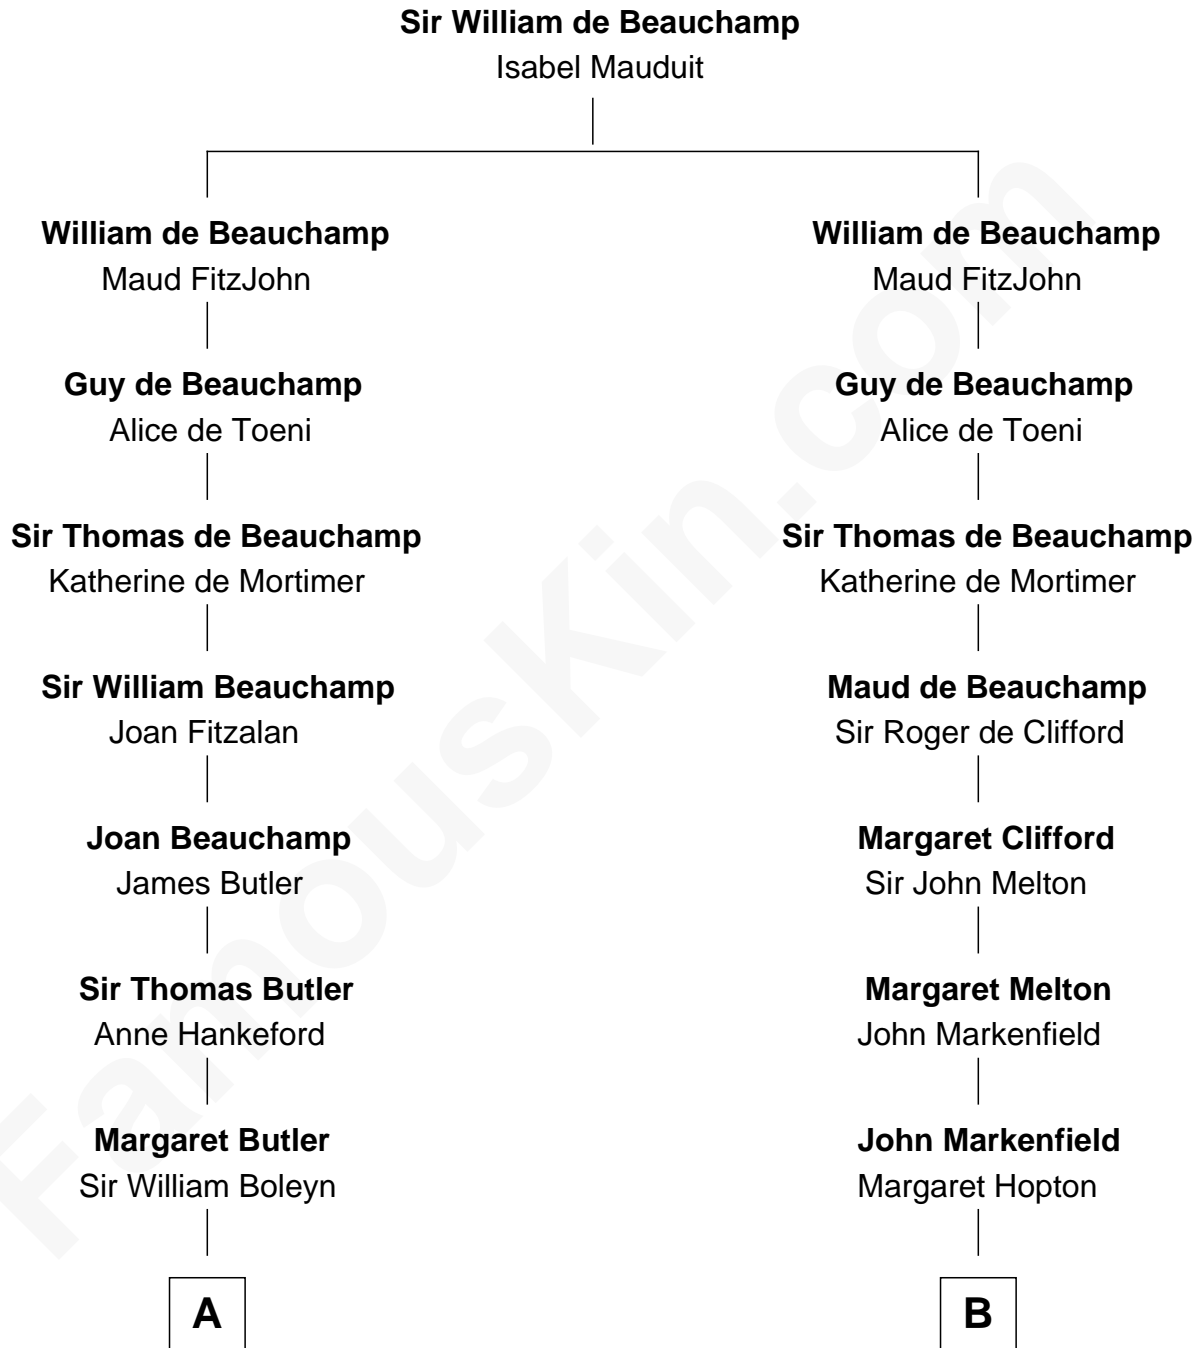 Sir William de Beauchamp
Isabel Mauduit
William de Beauchamp
Maud FitzJohn
William de Beauchamp
Maud FitzJohn
Guy de Beauchamp
Alice de Toeni
Guy de Beauchamp
Alice de Toeni
Sir Thomas de Beauchamp
Katherine de Mortimer
Sir Thomas de Beauchamp
Katherine de Mortimer
Sir William Beauchamp
Joan Fitzalan
Maud de Beauchamp
Sir Roger de Clifford
Joan Beauchamp
James Butler
Margaret Clifford
Sir John Melton
Sir Thomas Butler
Anne Hankeford
Margaret Melton
John Markenfield
Margaret Butler
Sir William Boleyn
John Markenfield
Margaret Hopton
A
B
FamousKin.com